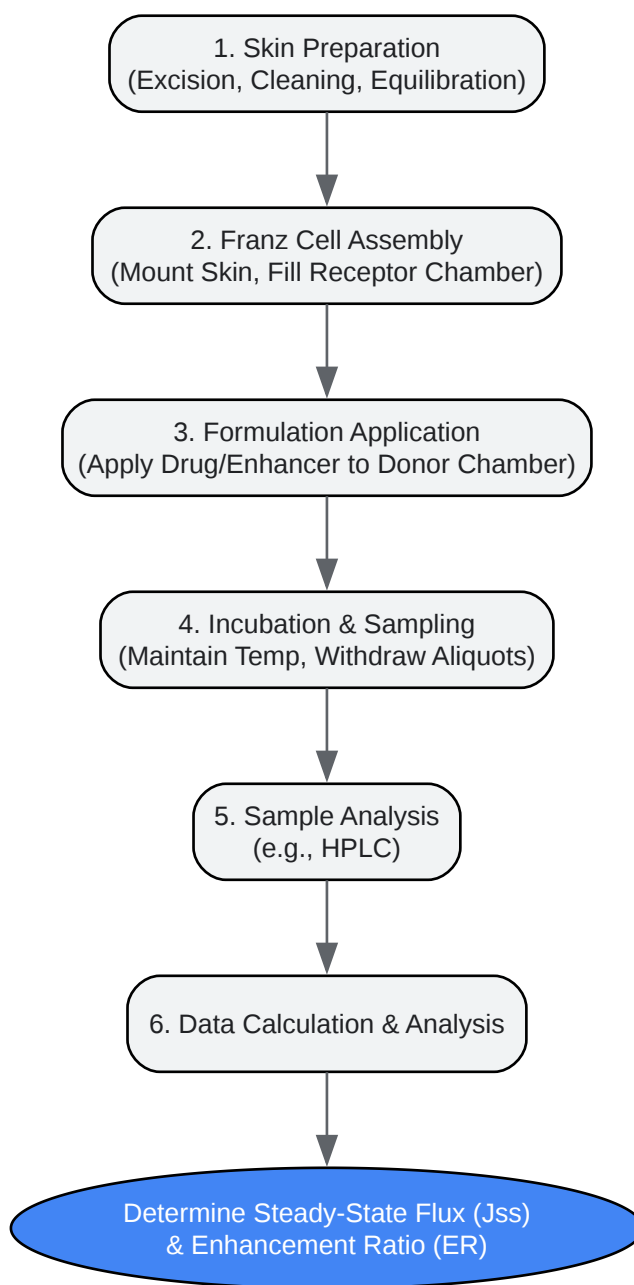 1. Skin Preparation
(Excision, Cleaning, Equilibration)
2. Franz Cell Assembly
(Mount Skin, Fill Receptor Chamber)
3. Formulation Application
(Apply Drug/Enhancer to Donor Chamber)
4. Incubation & Sampling
(Maintain Temp, Withdraw Aliquots)
5. Sample Analysis
(e.g., HPLC)
6. Data Calculation & Analysis
Determine Steady-State Flux (Jss)
& Enhancement Ratio (ER)